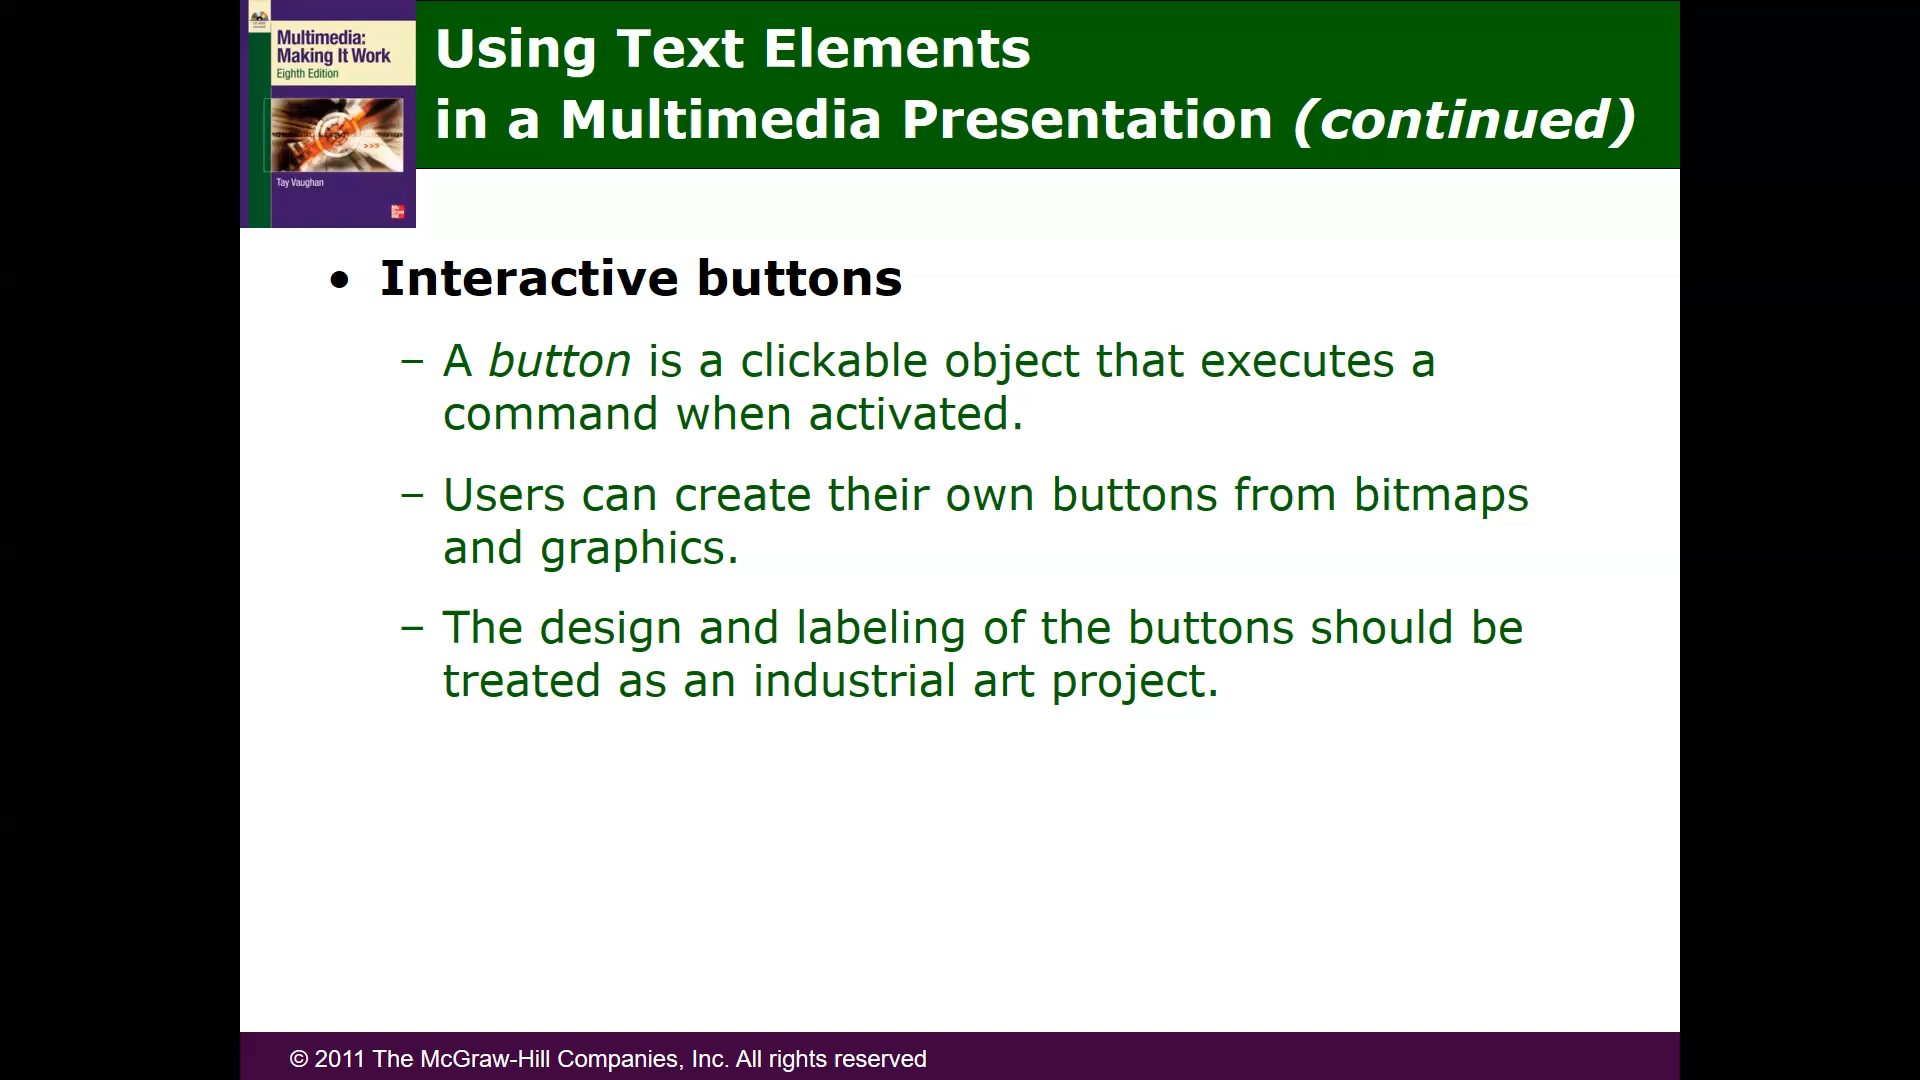 Multimedia:
Making It Work
Eighth Edition
Tay Vaughan
Using Text Elements
in a Multimedia Presentation (continued)
• Interactive buttons
– A button is a clickable object that executes a
command when activated.
– Users can create their own buttons from bitmaps
and graphics.
– The design and labeling of the buttons should be
treated as an industrial art project.
© 2011 The McGraw-Hill Companies, Inc. All rights reserved